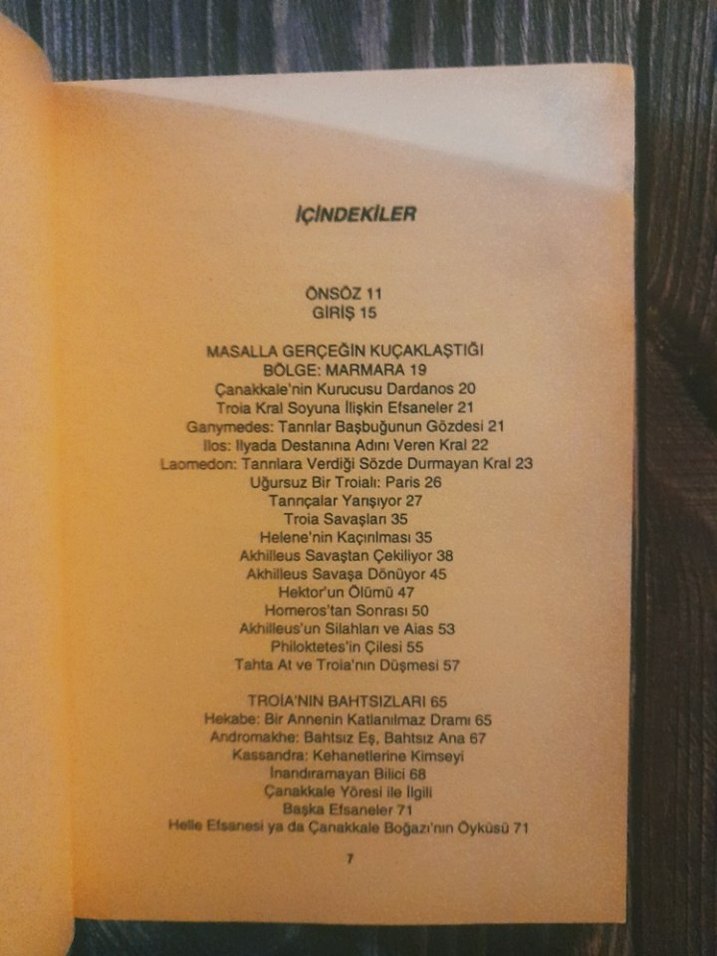 İÇİNDEKİLER
ÖNSÖZ 11
GİRİŞ 15
MASALLA GERÇEĞİN KUÇAKLAŞTIĞI
BÖLGE: MARMARA 19
Çanakkale'nin Kurucusu Dardanos 20
Troia Kral Soyuna İlişkin Efsaneler 21
Ganymedes: Tanrılar Başbuğunun Gözdesi 21
Ilos: Ilyada Destanına Adını Veren Kral 22
Laomedon: Tanrılara Verdiği Sözde Durmayan Kral 23
Uğursuz Bir Troialı: Paris 26
Tanrıçalar Yarışıyor 27
Troia Savaşları 35
Helene'nin Kaçırılması 35
Akhilleus Savaştan Çekiliyor 38
Akhilleus Savaşa Dönüyor 45
Hektor'un Ölümü 47
Homeros'tan Sonrası 50
Akhilleus'un Silahları ve Aias 53
Philoktetes'in Çilesi 55
Tahta At ve Troia'nın Düşmesi 57
TROİA'NIN BAHTSIZLARI 65
Hekabe: Bir Annenin Katlanılmaz Dramı 65
Andromakhe: Bahtsız Eş, Bahtsız Ana 67
Kassandra: Kehanetlerine Kimseyi
İnandıramayan Bilici 68
Çanakkale Yöresi ile İlgili
Başka Efsaneler 71
Helle Efsanesi ya da Çanakkale Boğazı'nın Öyküsü 71
7